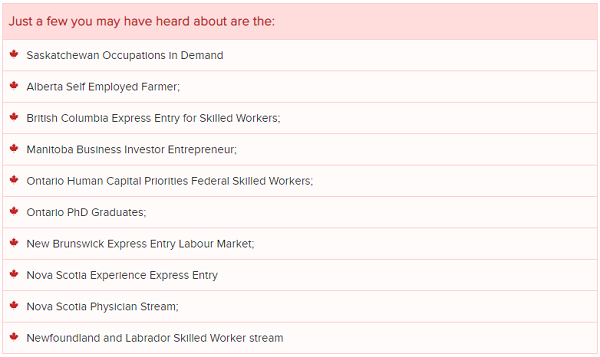 Just a few you may have heard about are the:
Saskatchewan Occupations in Demand
Alberta Self Employed Farmer;
British Columbia Express Entry for Skilled Workers;
Manitoba Business Investor Entrepreneur;
Ontario Human Capital Priorities Federal Skilled Workers;
Ontario PhD Graduates;
New Brunswick Express Entry Labour Market;
Nova Scotia Experience Express Entry
Nova Scotia Physician Stream;
Newfoundland and Labrador Skilled Worker stream